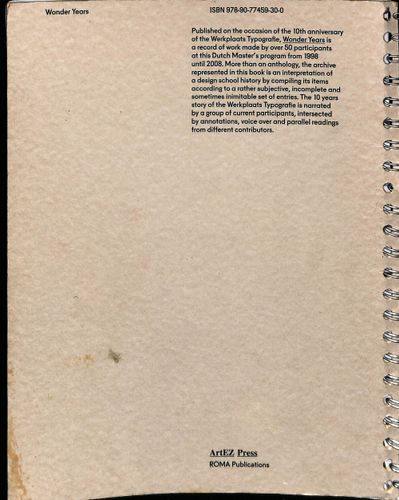 Wonder Years
ISBN 978-90-77459-30-0
Published on the occasion of the 10th anniversary
of the Werkplaats Typografie, Wonder Years is
a record of work made by over 50 participants
at this Dutch Master's program from 1998
until 2008. More than an anthology, the archive
represented in this book is an interpretation of
a design school history by compiling its items
according to a rather subjective, incomplete and
sometimes inimitable set of entries. The 10 years
story of the Werkplaats Typografie is narrated
by a group of current participants, intersected
by annotations, voice over and parallel readings
from different contributors.
ArtEZ Press
ROMA Publications